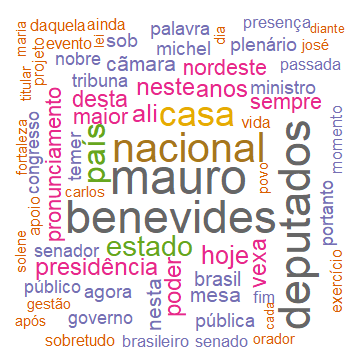 maria
daquela
ainda
sob
palavra
dia
presença
diante
projeto
evento
lei
michel
plenário
josé
titular
nobre
cãmara
nordeste
passada
tribuna
neste
anos
ministro
desta
sempre
maior
ali
casa
vida
fortaleza
congresso
pronunciamento
temer
país
nacional
deputados
momento
apoio
carlos
mauro
povo
portanto
solene
benevides
senador
estado
hoje
vexa
exercício
presidência
poder
brasil
público
agora
nesta
mesa
fim
gestão
cada
após
governo
pública
sobretudo
brasileiro
senado
orador